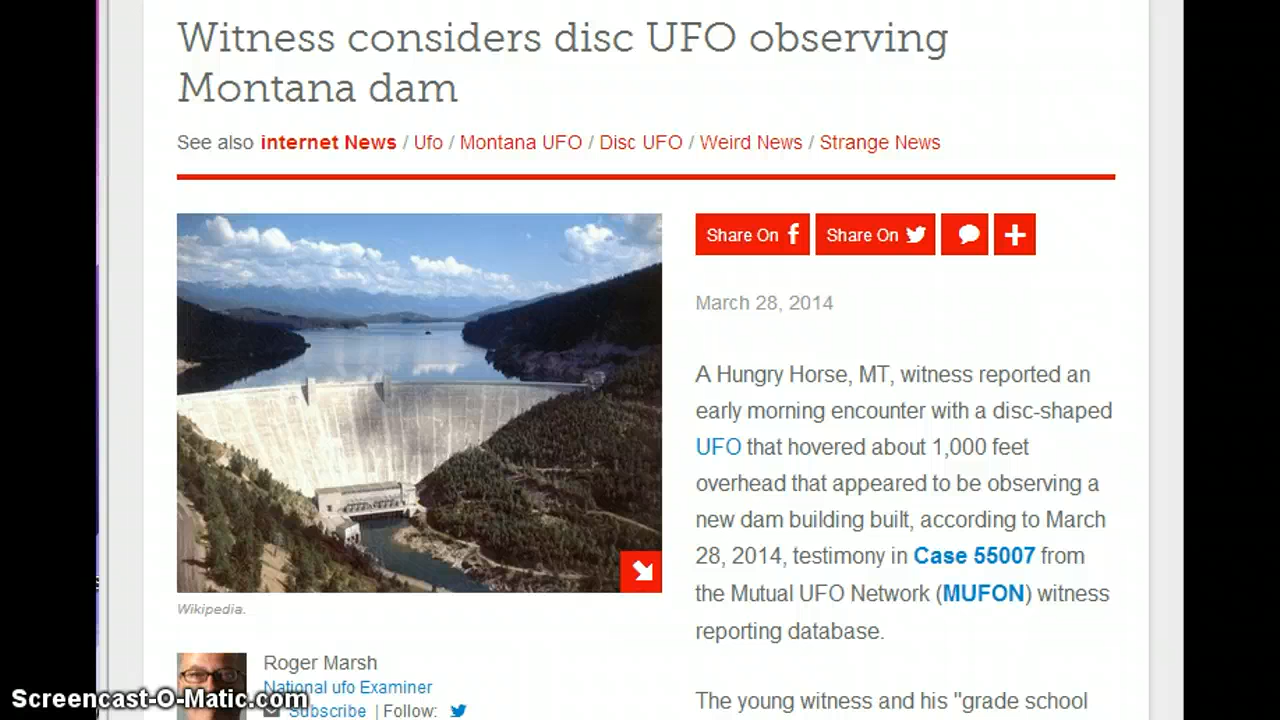 Witness considers disc UFO observing
Montana dam
See also internet News / Ufo / Montana UFO / Disc UFO / Weird News / Strange News
Share On f Share On
March 28, 2014
A Hungry Horse, MT, witness reported an
early morning encounter with a disc-shaped
UFO that hovered about 1,000 feet
overhead that appeared to be observing a
new dam building built, according to March
28, 2014, testimony in Case 55007 from
the Mutual UFO Network (MUFON) witness
reporting database.
The young witness and his "grade school
Wikipedia.
Roger Marsh
National ufo Examiner
Subscribe | Follow:
Screencast-O-Matic.com